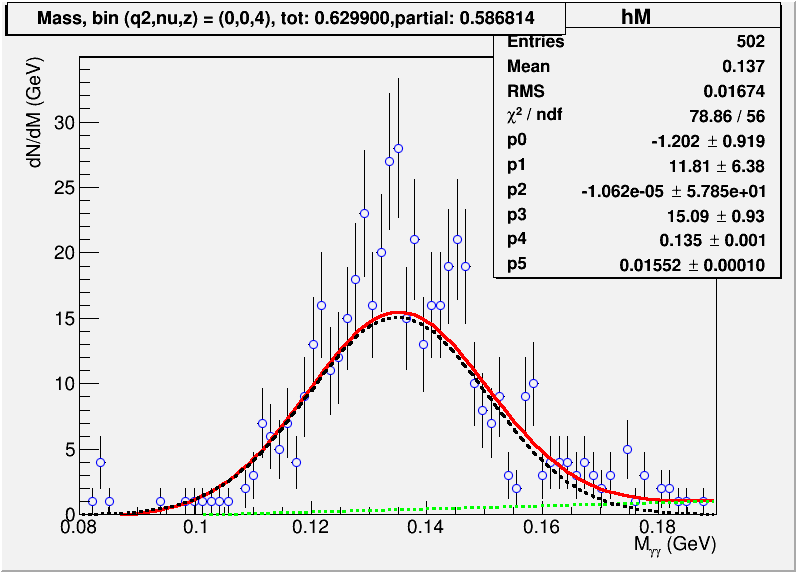 Mass, bin (q2,nu,z) = (0,0,4), tot: 0.629900,partial: 0.586814
hM
Entries 502
Mean 0.137
RMS 0.01674
χ² / ndf 78.86 / 56
p0 -1.202 ± 0.919
p1 11.81 ± 6.38
p2 -1.062e-05 ± 5.785e+01
p3 15.09 ± 0.93
p4 0.135 ± 0.001
p5 0.01552 ± 0.00010
dN/dM (GeV)
30
25
20
15
10
5
0
0.08 0.1 0.12 0.14 0.16 0.18
Mγγ (GeV)